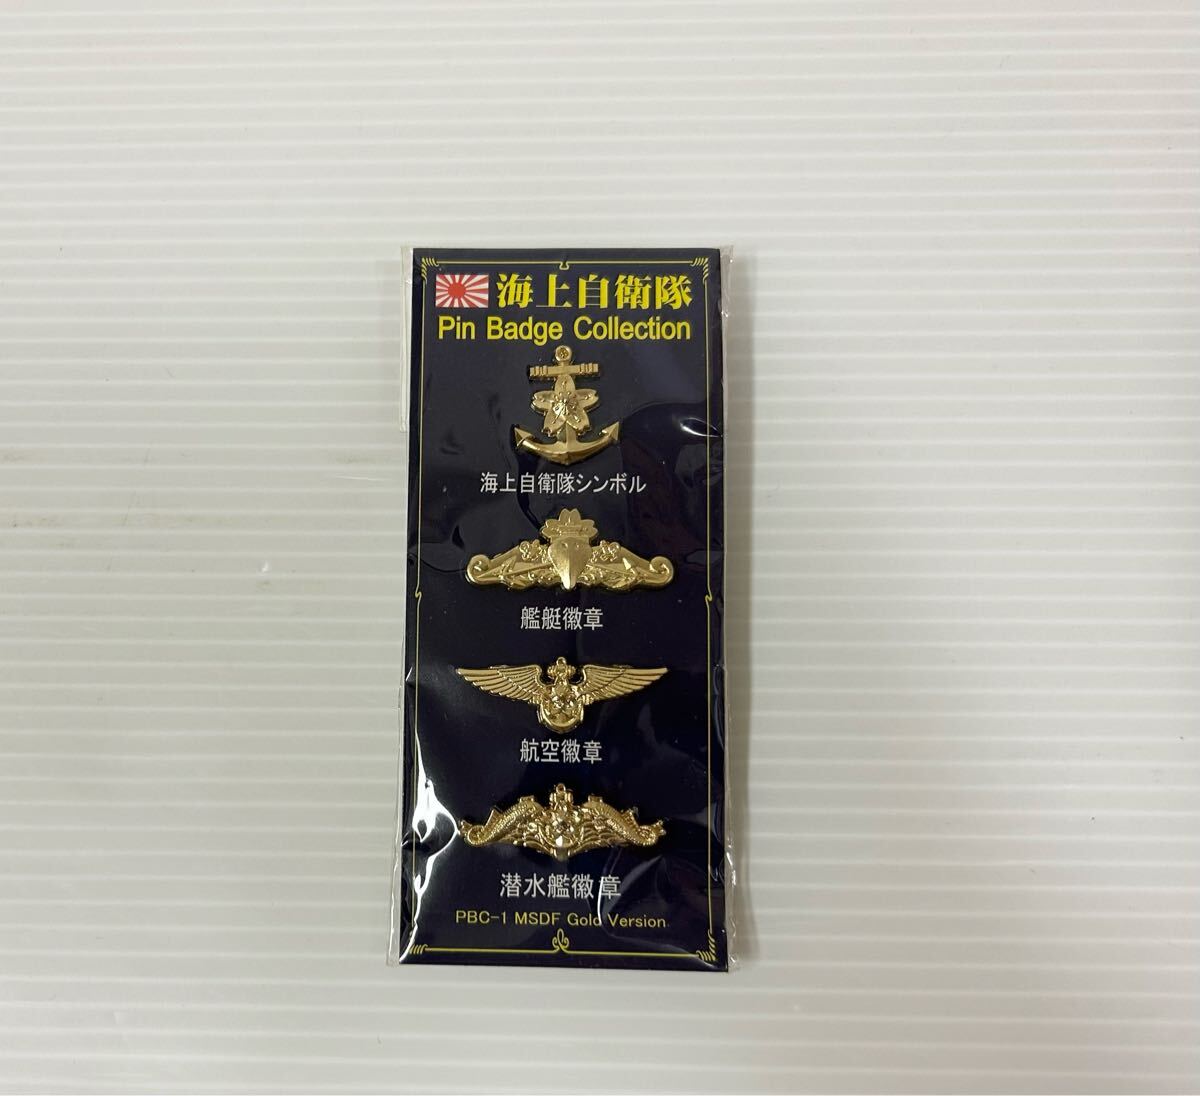 海上自衛隊
Pin Badge Collection
海上自衛隊シンボル
艦艇徽章
航空徽章
潜水艦徽章
PBC-1 MSDF Gold Version